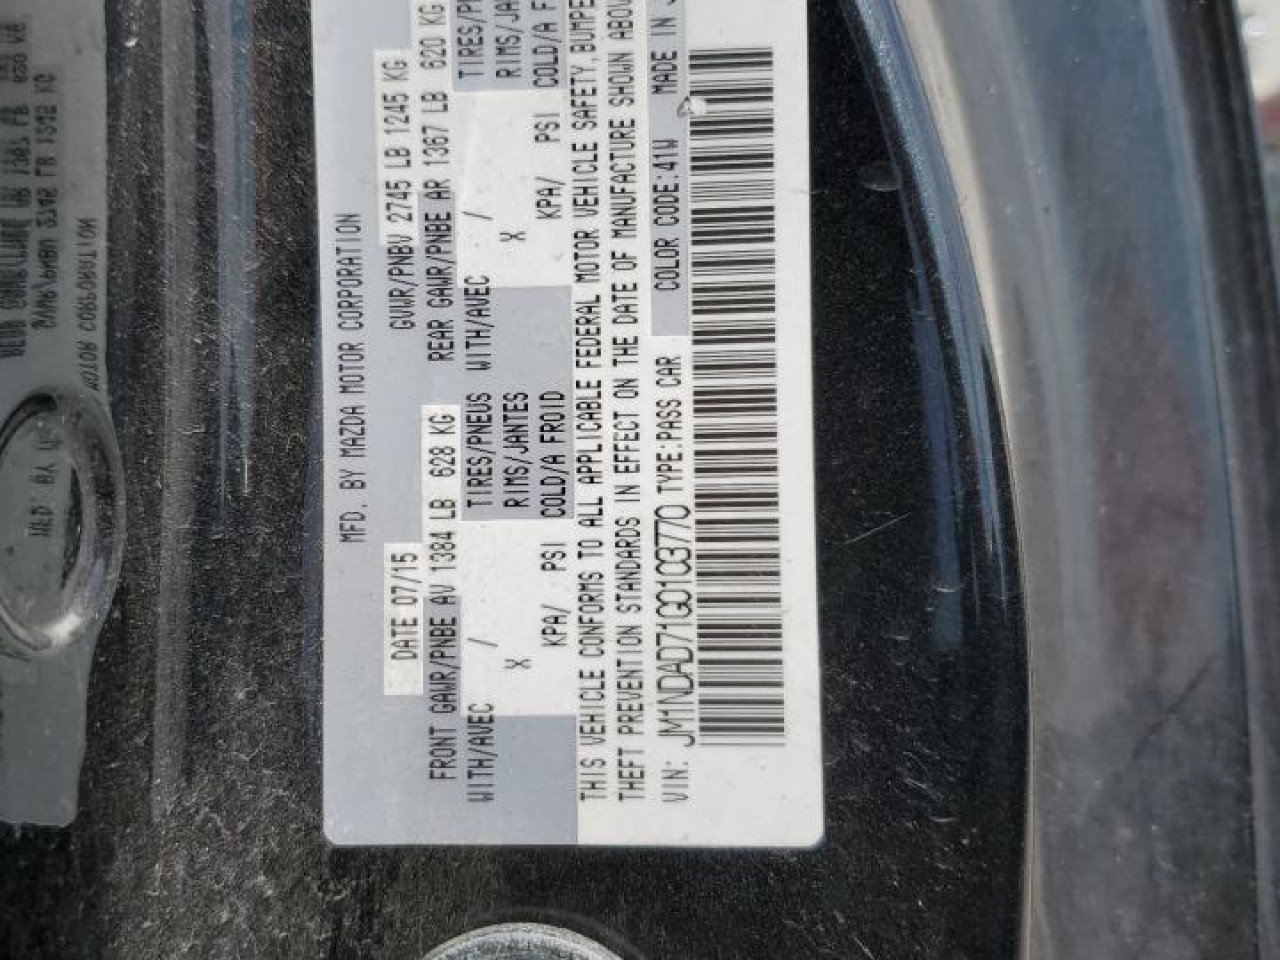 MFD. BY MAZDA MOTOR CORPORATION
DATE 07/15 GVWR/PNBV 2745 LB 1245 KG
FRONT GAWR/PNBE AV 1384 LB 628 KG REAR GAWR/PNBE AR 1367 LB 620 KG
WITH/AVEC / TIRES/PNEUS WITH/AVEC / TIRES/
X RIMS/JANTES X RIMS/
KPA/ PSI COLD/A FROID KPA/ PSI COLD/A
THIS VEHICLE CONFORMS TO ALL APPLICABLE FEDERAL MOTOR VEHICLE SAFETY,
THEFT PREVENTION STANDARDS IN EFFECT ON THE DATE OF MANUFACTURE SHOWN
VIN: JM1NDAD71G0103770 TYPE:PASS CAR COLOR CODE:41W MADE IN